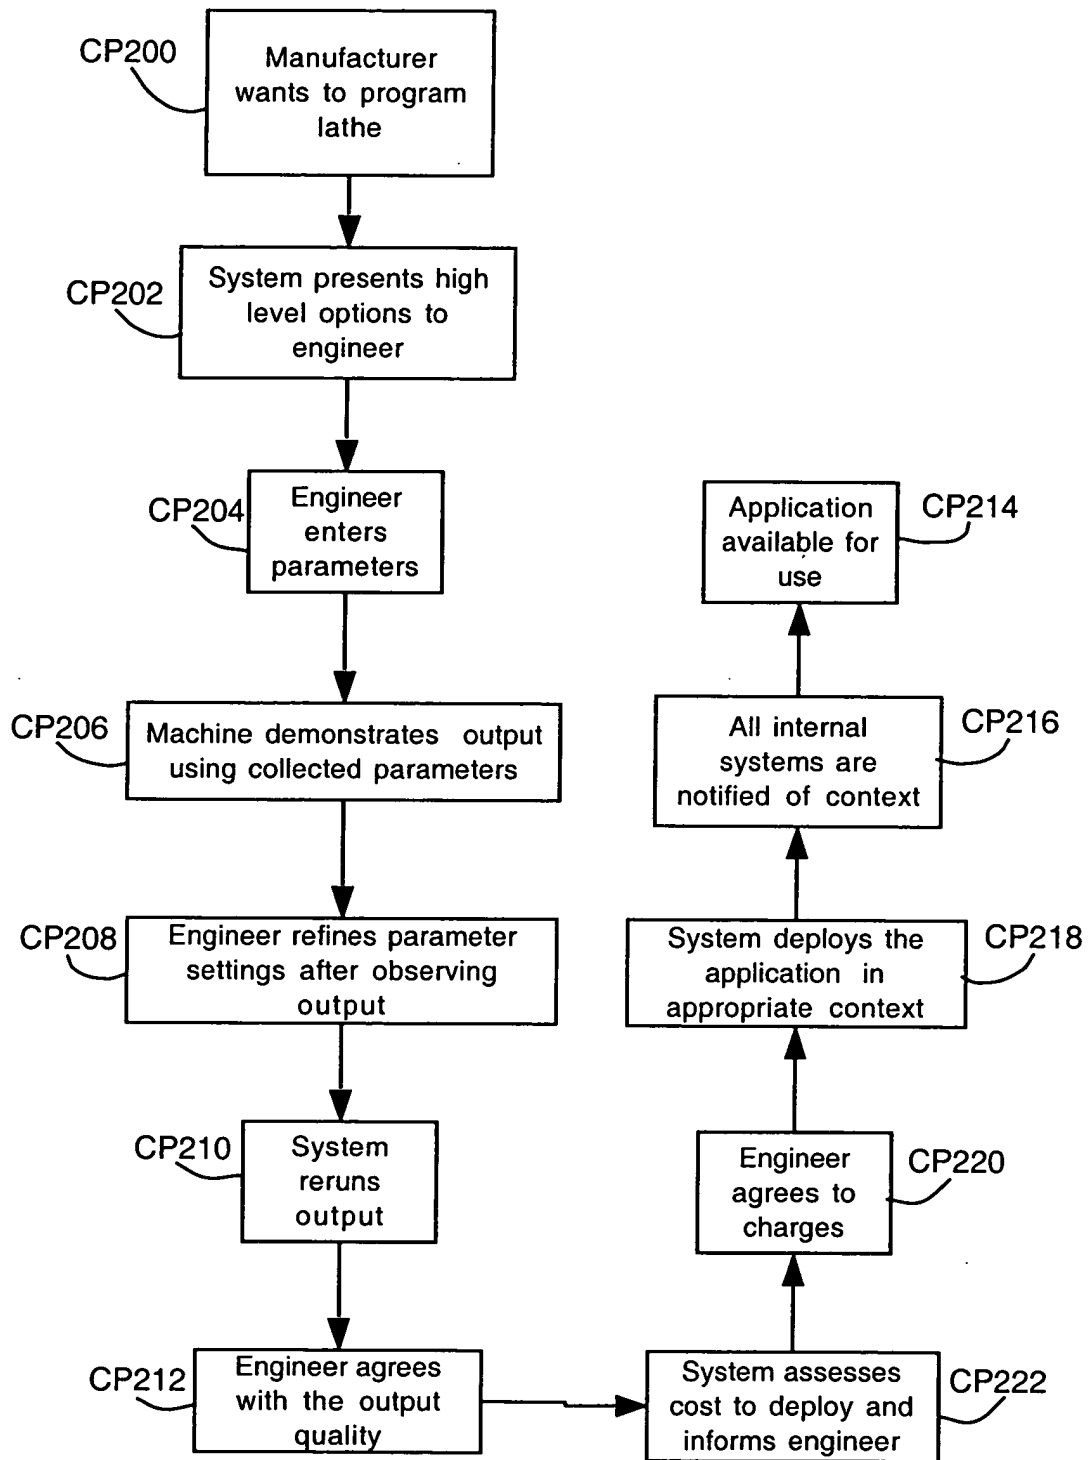 CP200
Manufacturer
wants to program
lathe
CP202
System presents high
level options to
engineer
CP204
Engineer
enters
parameters
CP206
Machine demonstrates output
using collected parameters
CP208
Engineer refines parameter
settings after observing
output
CP210
System
reruns
output
CP212
Engineer agrees
with the output
quality
Application
available for
use
CP214
All internal
systems are
notified of context
CP216
System deploys the
application in
appropriate context
CP218
Engineer
agrees to
charges
CP220
System assesses
cost to deploy and
informs engineer
CP222